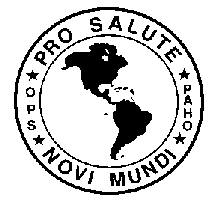 PRO SALUTE
NOVI MUNDI
OPS
PAHO